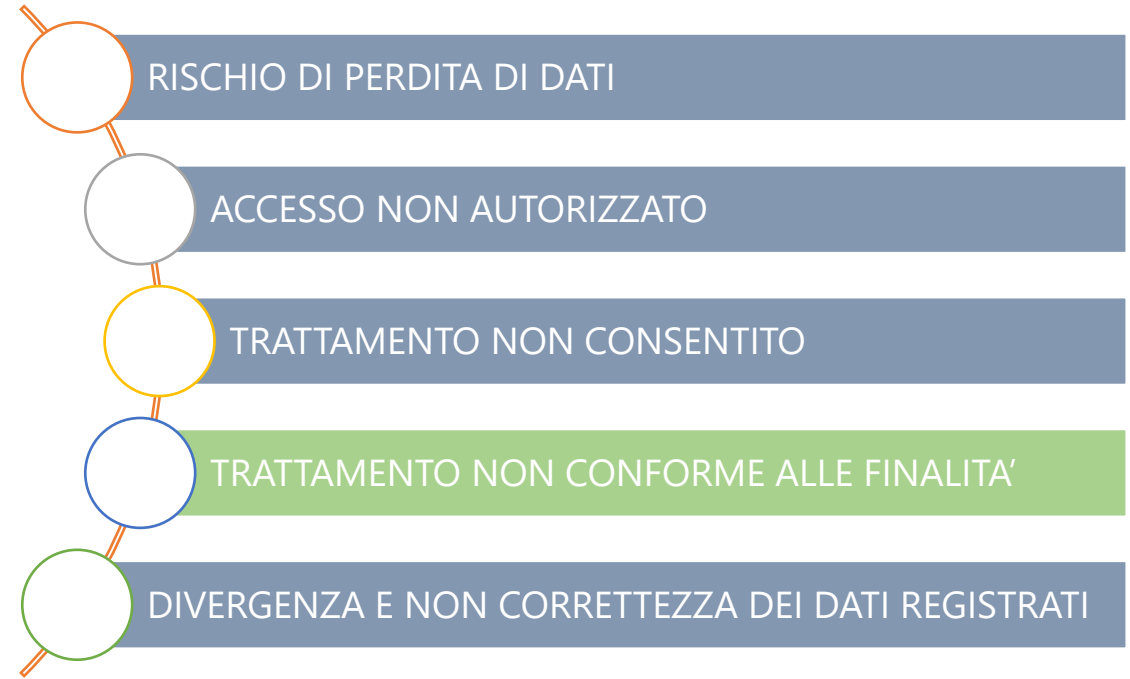 RISCHIO DI PERDITA DI DATI
ACCESSO NON AUTORIZZATO
TRATTAMENTO NON CONSENTITO
TRATTAMENTO NON CONFORME ALLE FINALITA’
DIVERGENZA E NON CORRETTEZZA DEI DATI REGISTRATI